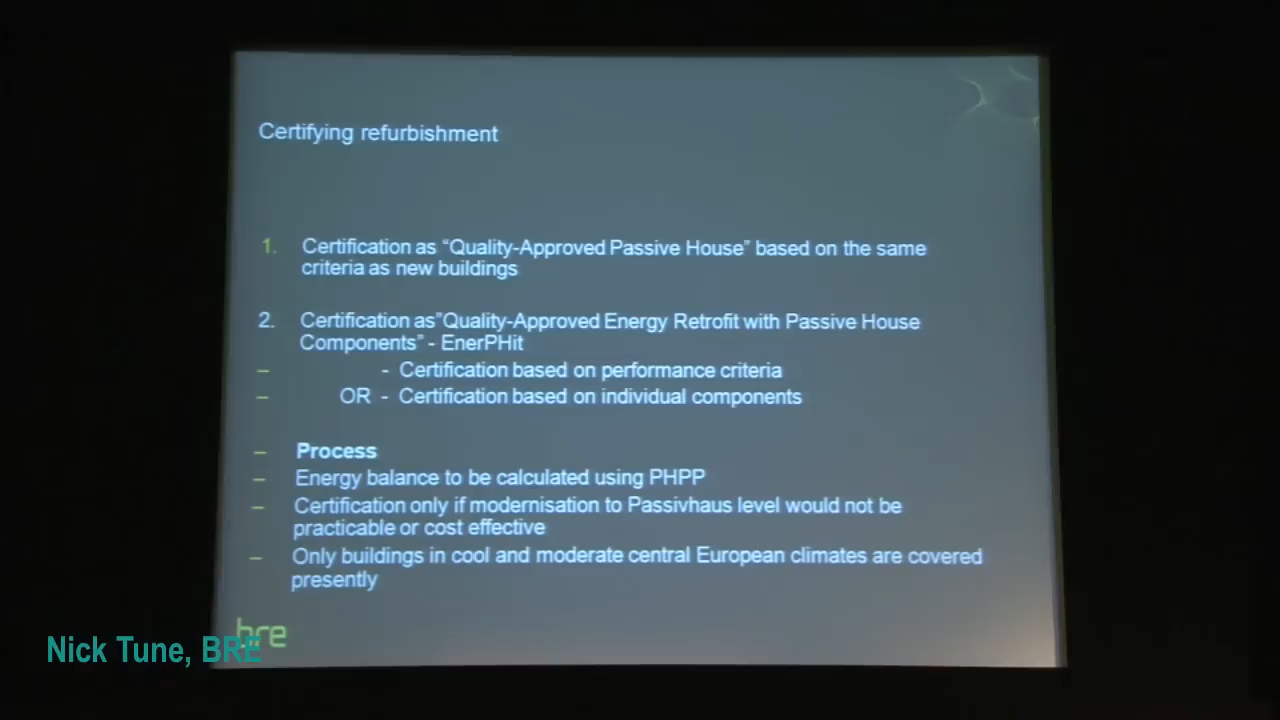 Certifying refurbishment
1. Certification as “Quality-Approved Passive House” based on the same
criteria as new buildings
2. Certification as”Quality-Approved Energy Retrofit with Passive House
Components” - EnerPHit
– - Certification based on performance criteria
– OR - Certification based on individual components
– Process
– Energy balance to be calculated using PHPP
– Certification only if modernisation to Passivhaus level would not be
practicable or cost effective
– Only buildings in cool and moderate central European climates are covered
presently
bre
Nick Tune, BRE